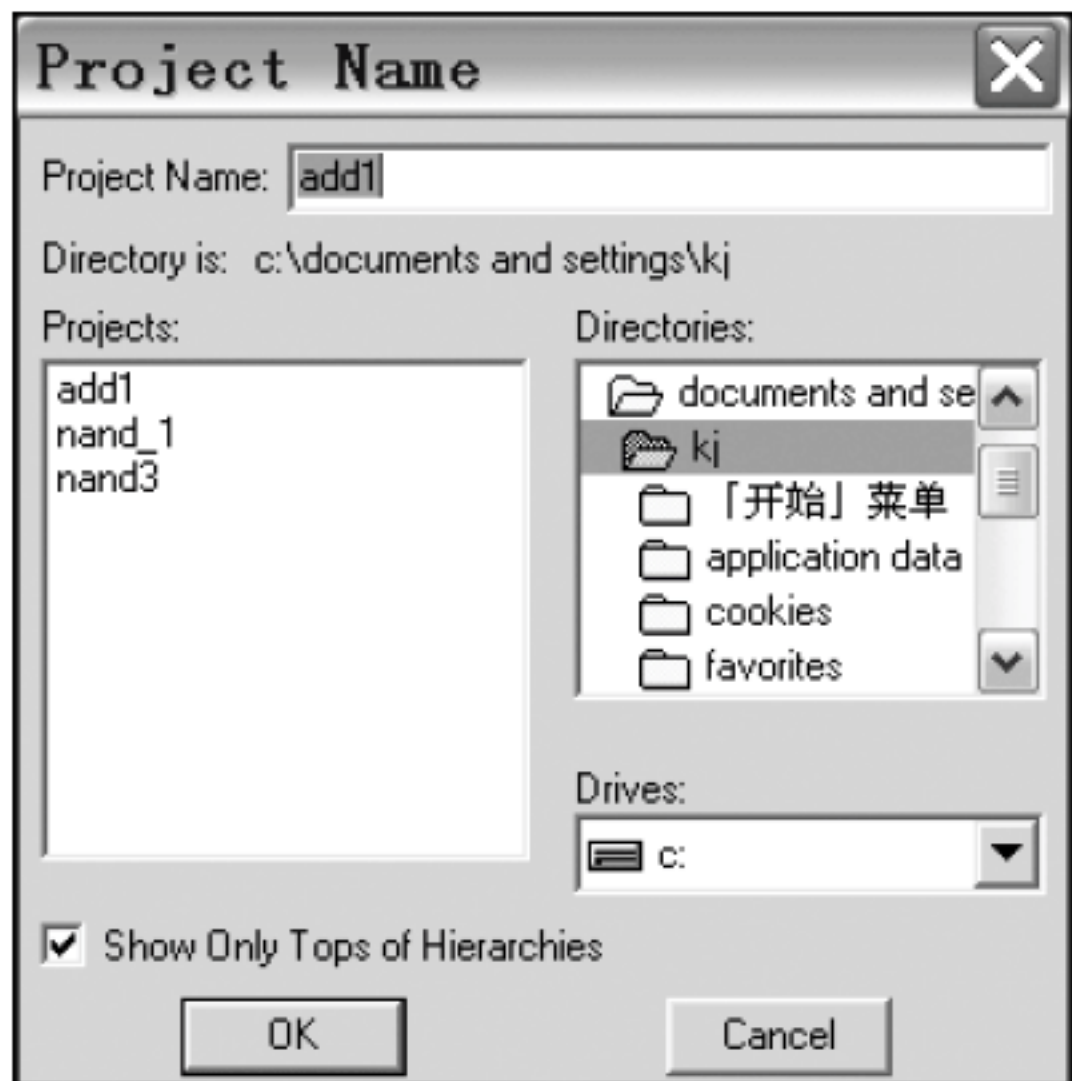 Project Name
Project Name: add1
Directory is: c:\documents and settings\kj
Projects:
add1
nand_1
nand3
Directories:
documents and se
kj
「开始」菜单
application data
cookies
favorites
Drives:
c:
Show Only Tops of Hierarchies
OK
Cancel